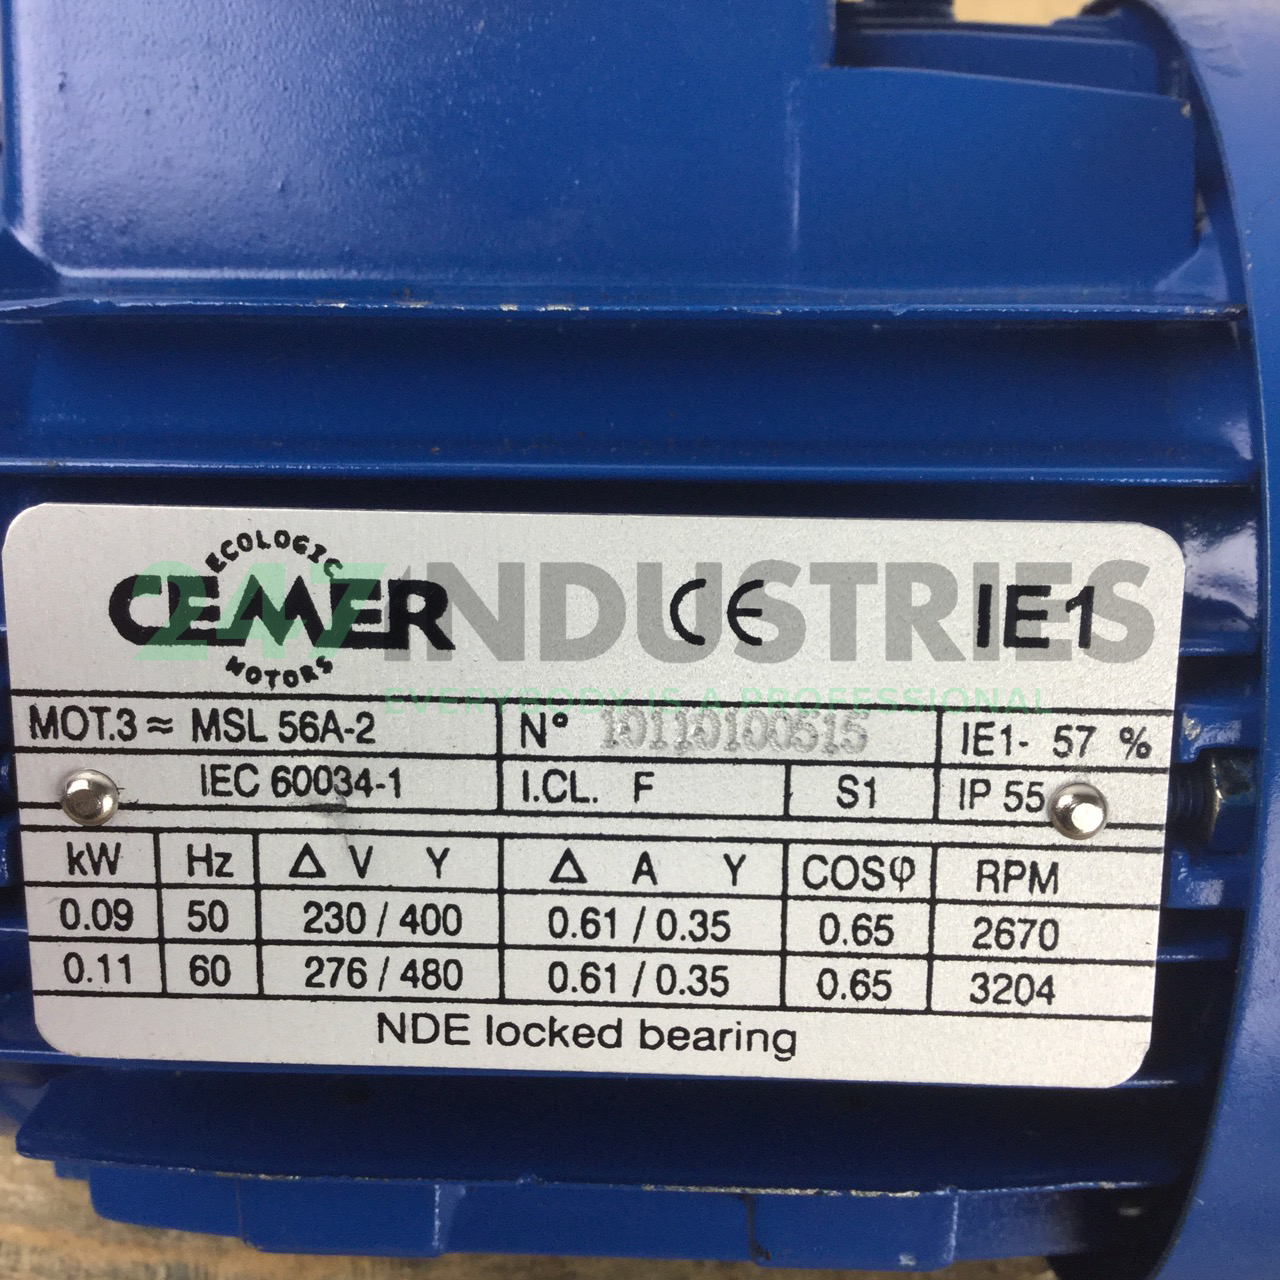 ECOLOGIC
CEMER
MOTORS
CE
IE1
247 INDUSTRIES
EVERYBODY IS A PROFESSIONAL
MOT.3≈ MSL 56A-2 N° 10110100615 IE1- 57 %
IEC 60034-1 I.CL. F S1 IP 55
kW Hz Δ V Y Δ A Y COSφ RPM
0.09 50 230 / 400 0.61 / 0.35 0.65 2670
0.11 60 276 / 480 0.61 / 0.35 0.65 3204
NDE locked bearing